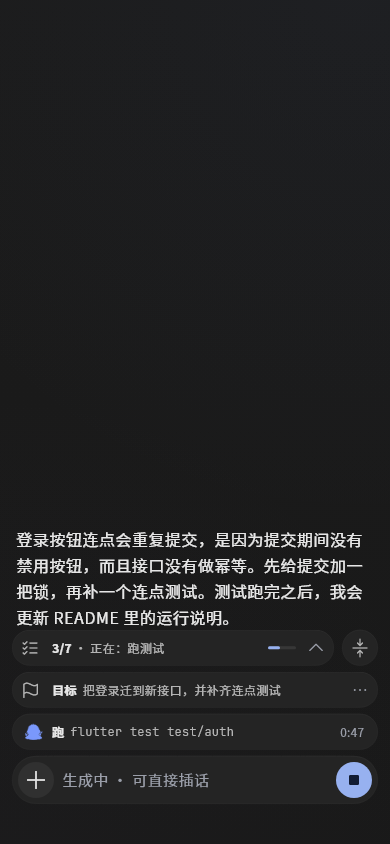 登录按钮连点会重复提交，是因为提交期间没有
禁用按钮，而且接口没有做幂等。先给提交加一
把锁，再补一个连点测试。测试跑完之后，我会
更新 README 里的运行说明。
3/7 · 正在：跑测试
目标 把登录迁到新接口，并补齐连点测试
跑 flutter test test/auth 0:47
生成中 · 可直接插话